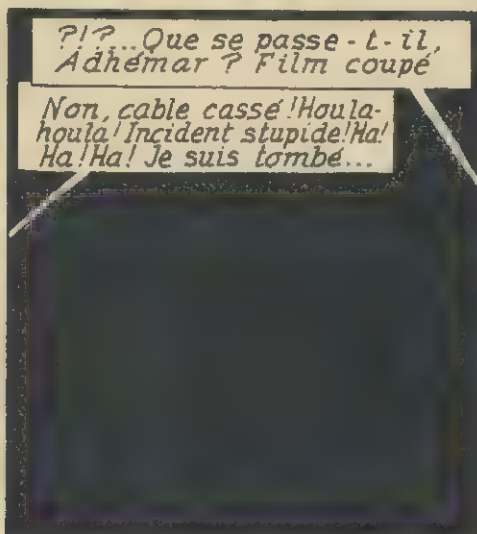 ?!?...Que se passe-t-il,
Adhémar ? Film coupé
Non, cable cassé !Houla-
houla! Incident stupide!Ha!
Ha!Ha! Je suis tombé...